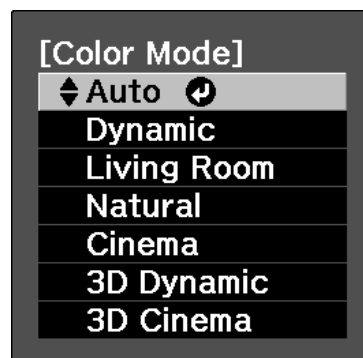 [Color Mode]
Auto
Dynamic
Living Room
Natural
Cinema
3D Dynamic
3D Cinema